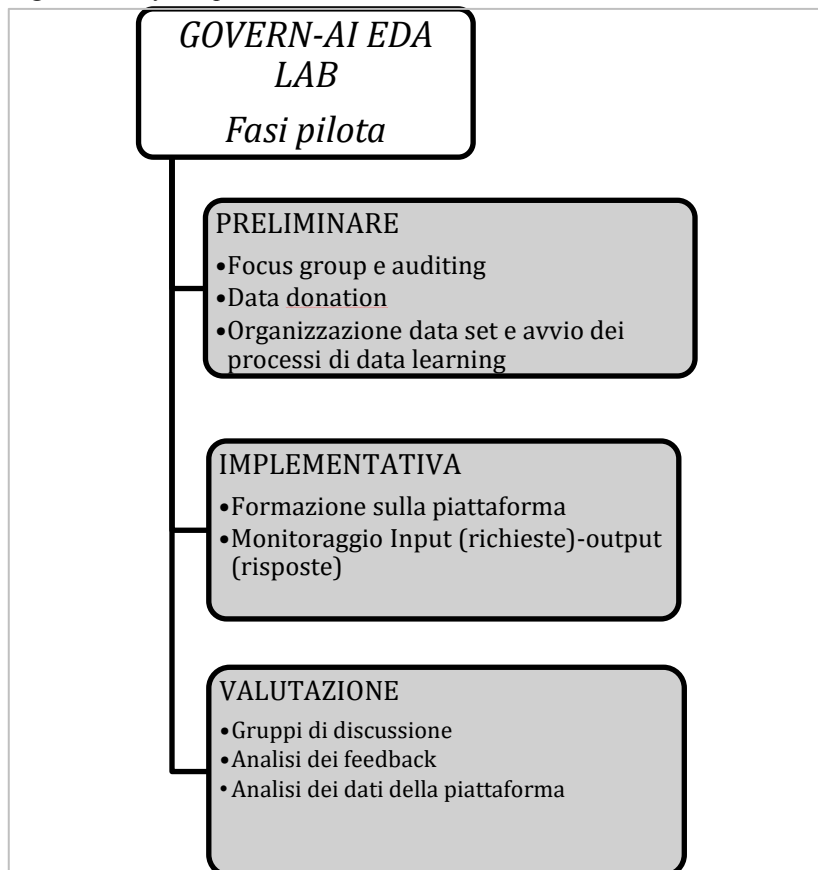 GOVERN-AI EDA
LAB
Fasi pilota
PRELIMINARE
•Focus group e auditing
•Data donation
•Organizzazione data set e avvio dei
processi di data learning
IMPLEMENTATIVA
•Formazione sulla piattaforma
•Monitoraggio Input (richieste)-output
(risposte)
VALUTAZIONE
•Gruppi di discussione
•Analisi dei feedback
•Analisi dei dati della piattaforma